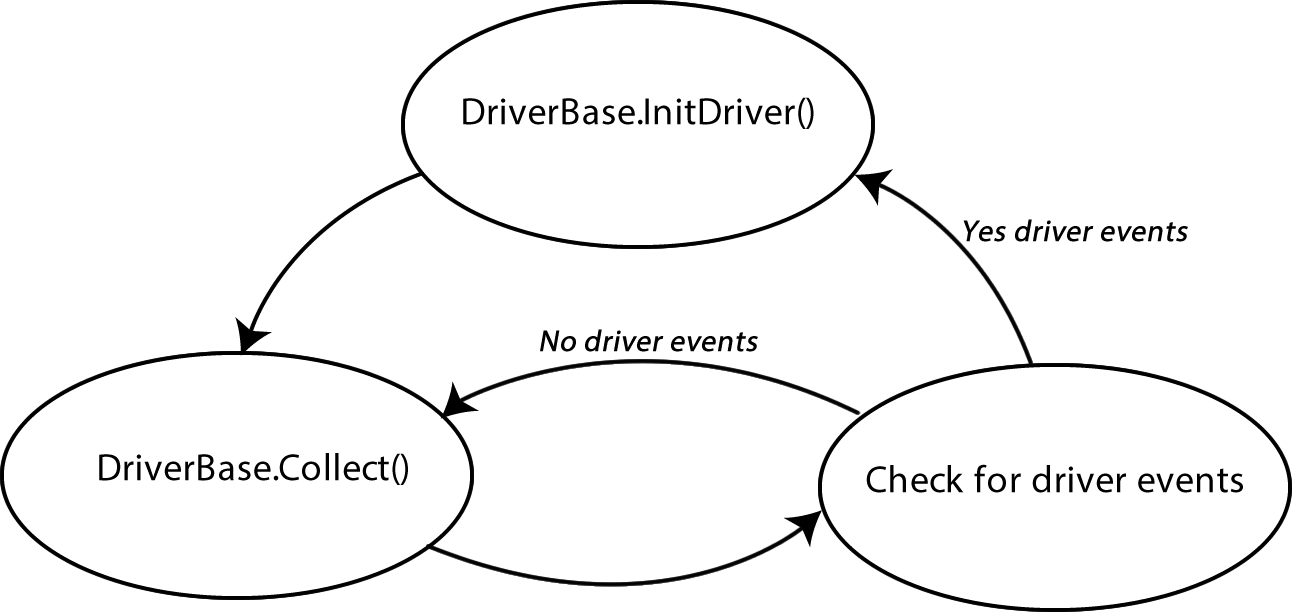 DriverBase.InitDriver()
Yes driver events
No driver events
DriverBase.Collect()
Check for driver events